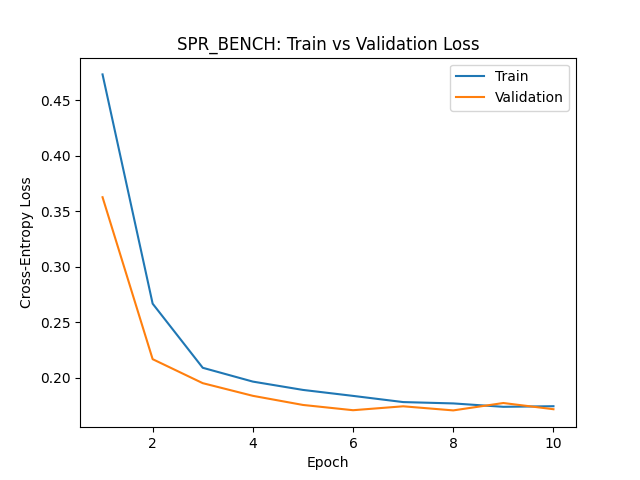 SPR_BENCH: Train vs Validation Loss
Train
Validation
Cross-Entropy Loss
0.45
0.40
0.35
0.30
0.25
0.20
2 4 6 8 10
Epoch